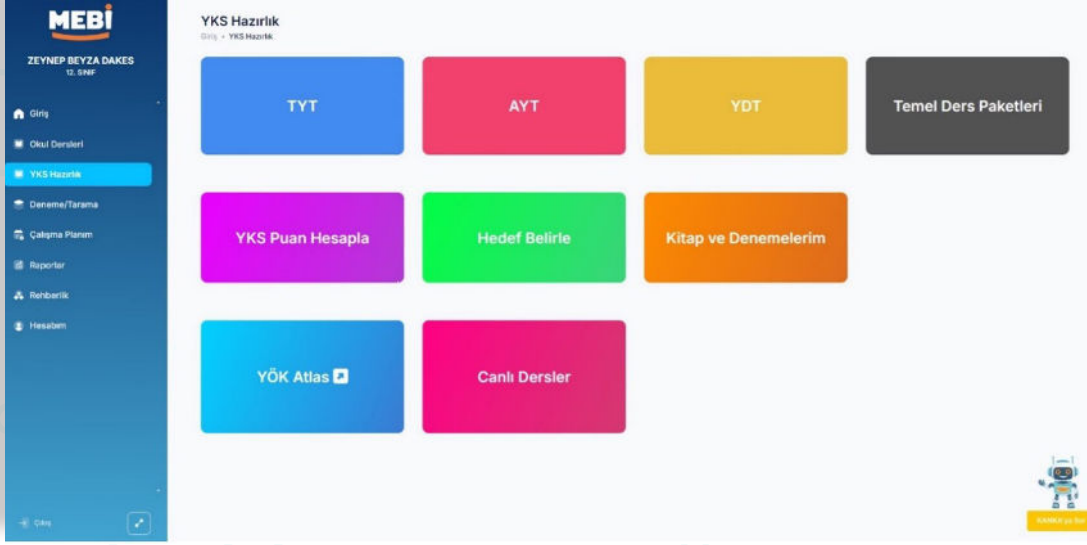 MEBİ
ZEYNEP BEYZA DAKES
12. SINIF
Giriş
Okul Dersleri
YKS Hazırlık
Deneme/Tarama
Çalışma Planım
Raporlar
Rehberlik
Hesabım
Çıkış
YKS Hazırlık
Giriş • YKS Hazırlık
TYT
AYT
YDT
Temel Ders Paketleri
YKS Puan Hesapla
Hedef Belirle
Kitap ve Denemelerim
YÖK Atlas
Canlı Dersler